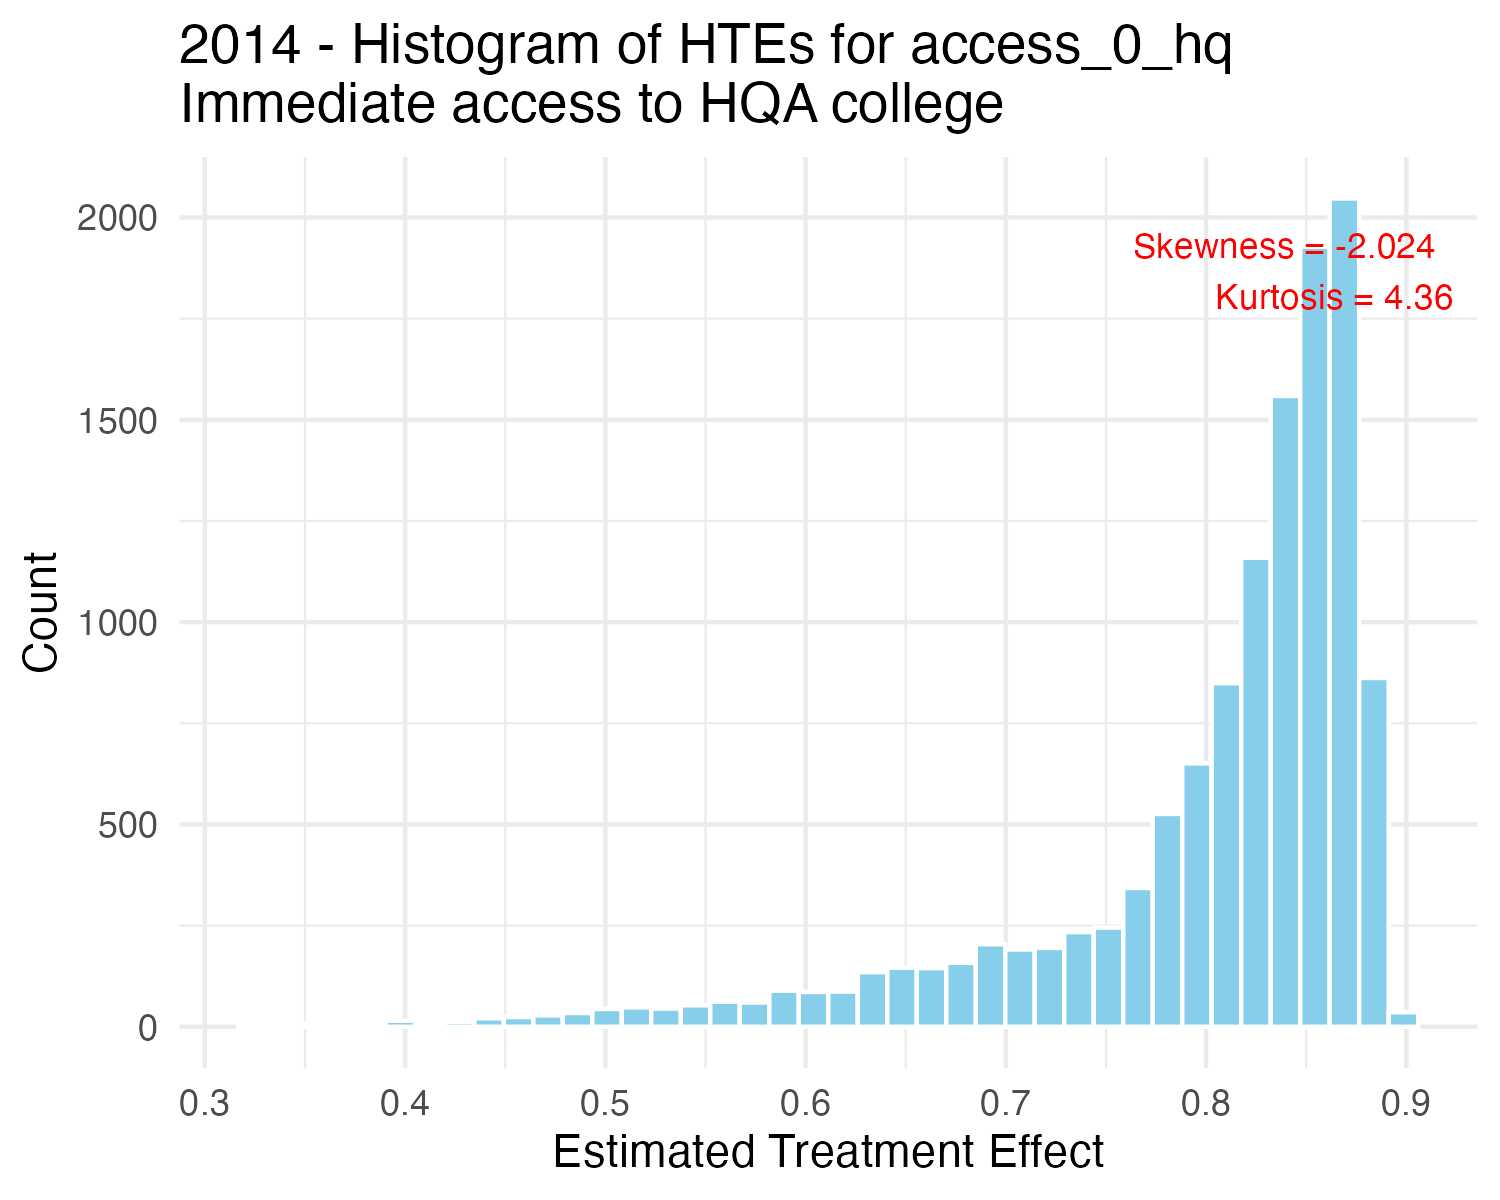 2014 - Histogram of HTEs for access_0_hq
Immediate access to HQA college
2000
Skewness = -2.024
Kurtosis = 4.36
1500
Count
1000
500
0
0.3 0.4 0.5 0.6 0.7 0.8 0.9
Estimated Treatment Effect